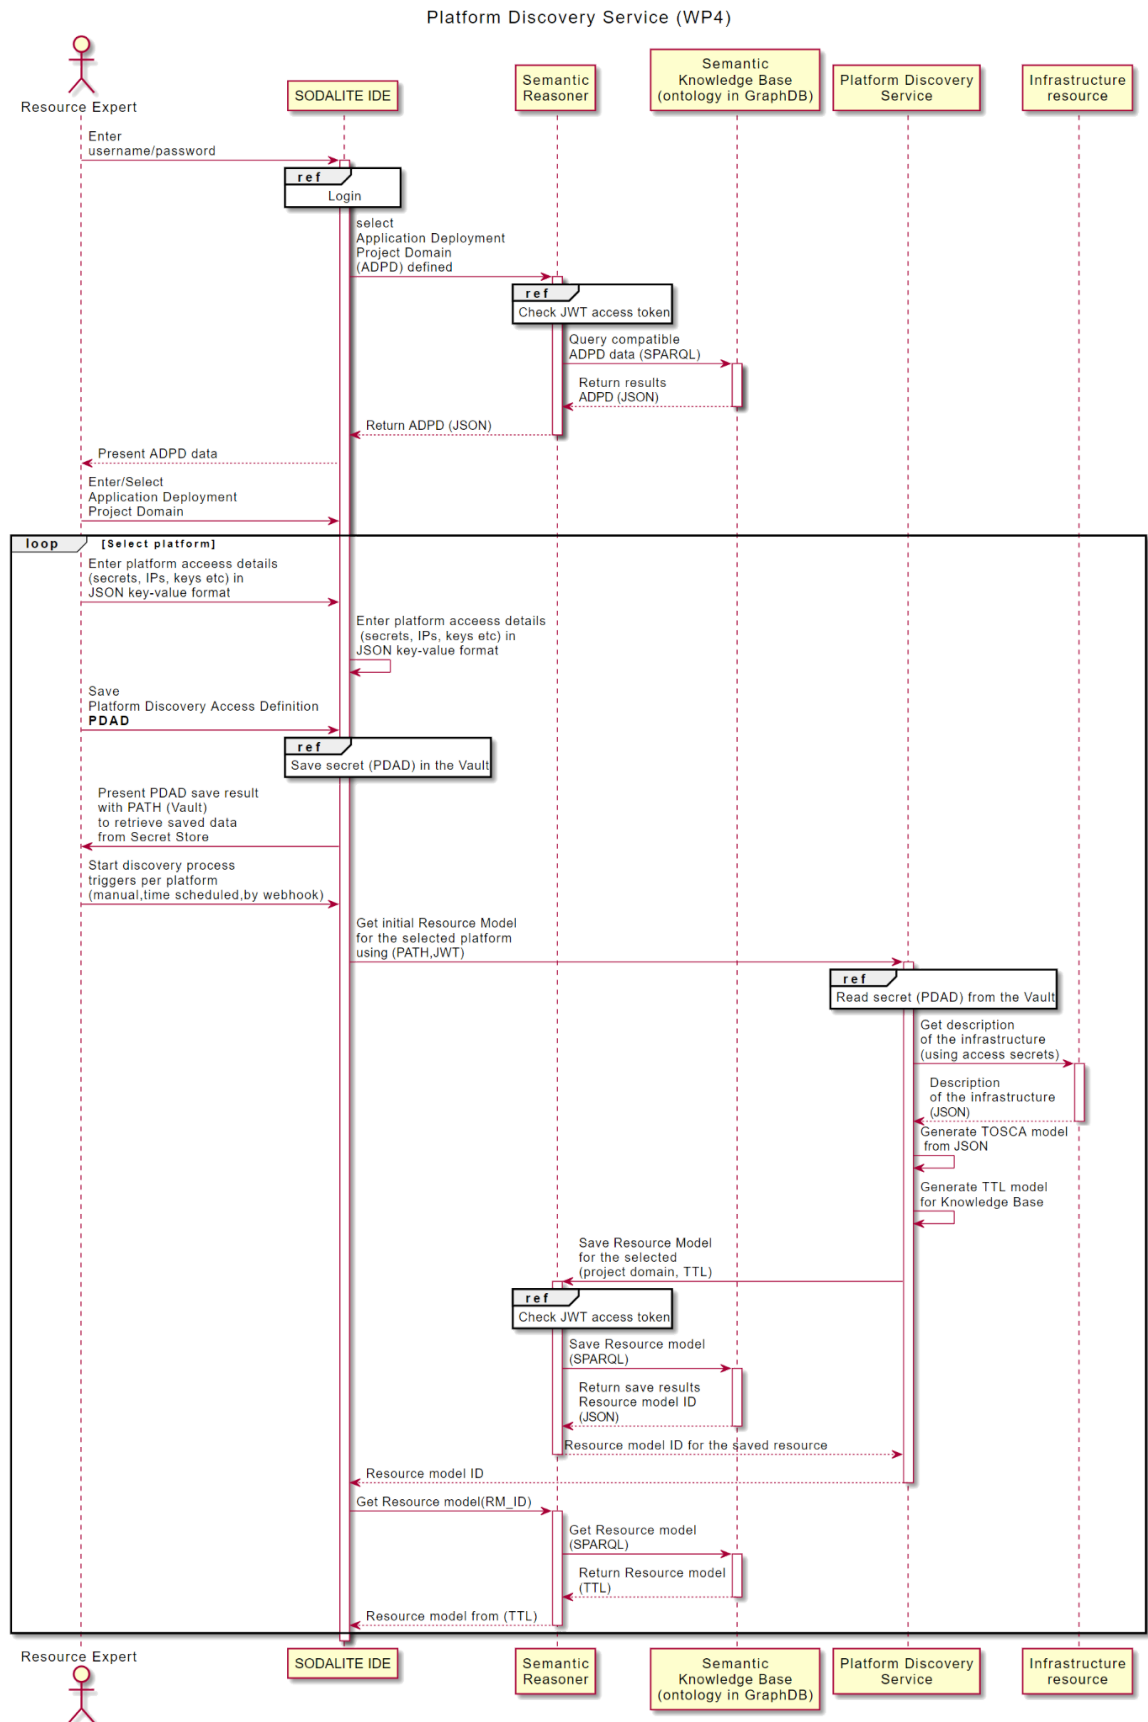 Platform Discovery Service (WP4)
Resource Expert
SODALITE IDE
Semantic
Reasoner
Semantic
Knowledge Base
(ontology in GraphDB)
Platform Discovery
Service
Infrastructure
resource
Enter
username/password
ref
Login
select
Application Deployment
Project Domain
(ADPD) defined
ref
Check JWT access token
Query compatible
ADPD data (SPARQL)
Return results
ADPD (JSON)
Return ADPD (JSON)
Present ADPD data
Enter/Select
Application Deployment
Project Domain
loop [Select platform]
Enter platform acceess details
(secrets, IPs, keys etc) in
JSON key-value format
Enter platform acceess details
(secrets, IPs, keys etc) in
JSON key-value format
Save
Platform Discovery Access Definition
PDAD
ref
Save secret (PDAD) in the Vault
Present PDAD save result
with PATH (Vault)
to retrieve saved data
from Secret Store
Start discovery process
triggers per platform
(manual,time scheduled,by webhook)
Get initial Resource Model
for the selected platform
using (PATH,JWT)
ref
Read secret (PDAD) from the Vault
Get description
of the infrastructure
(using access secrets)
Description
of the infrastructure
(JSON)
Generate TOSCA model
from JSON
Generate TTL model
for Knowledge Base
Save Resource Model
for the selected
(project domain, TTL)
ref
Check JWT access token
Save Resource model
(SPARQL)
Return save results
Resource model ID
(JSON)
Resource model ID for the saved resource
Resource model ID
Get Resource model(RM_ID)
Get Resource model
(SPARQL)
Return Resource model
(TTL)
Resource model from (TTL)
Resource Expert
SODALITE IDE
Semantic
Reasoner
Semantic
Knowledge Base
(ontology in GraphDB)
Platform Discovery
Service
Infrastructure
resource